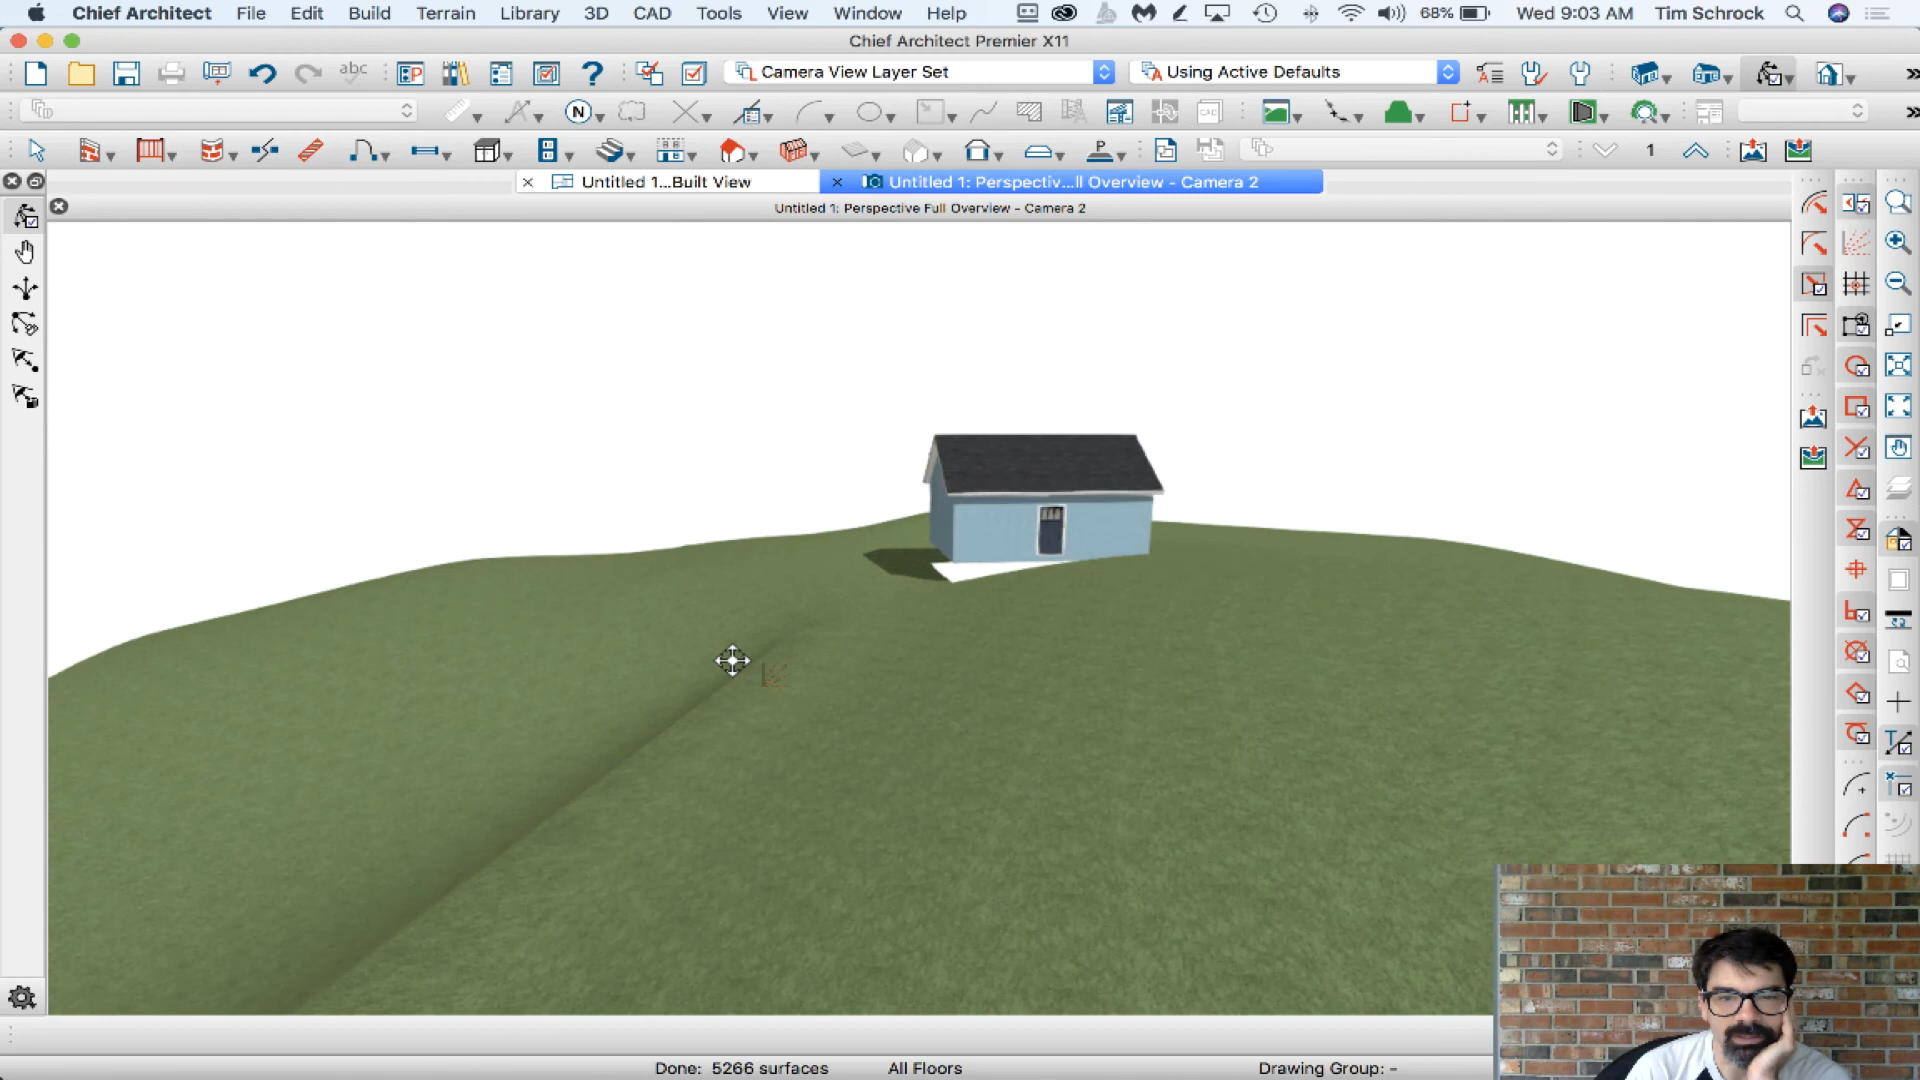 Chief Architect File Edit Build Terrain Library 3D CAD Tools View Window Help 68% Wed 9:03 AM Tim Schrock
Chief Architect Premier X11
abc P ? Camera View Layer Set Using Active Defaults
N CAD
P 1
Untitled 1...Built View Untitled 1: Perspectiv...ll Overview - Camera 2
Untitled 1: Perspective Full Overview - Camera 2
Done: 5266 surfaces All Floors Drawing Group: -